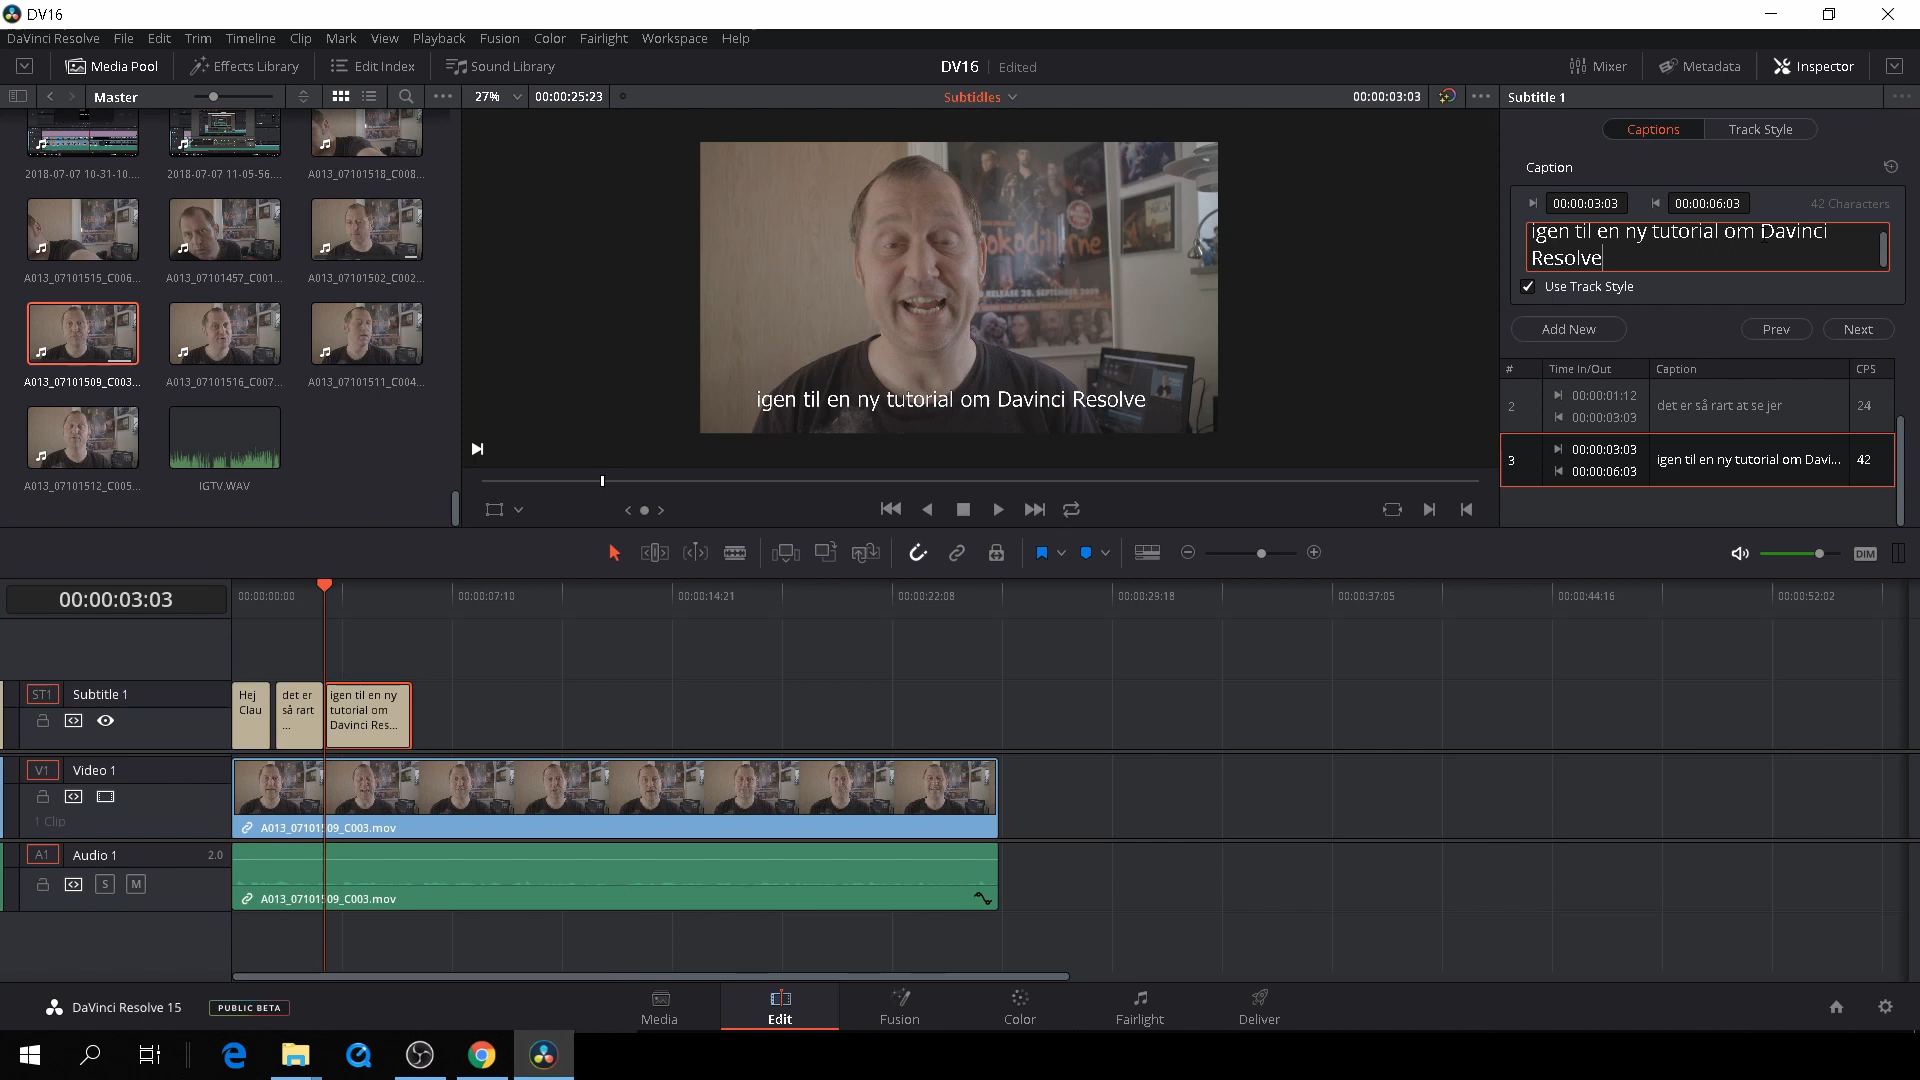 DV16
DaVinci Resolve File Edit Trim Timeline Clip Mark View Playback Fusion Color Fairlight Workspace Help
Media Pool Effects Library Edit Index Sound Library DV16 Edited Mixer Metadata Inspector
Master 27% 00:00:25:23 Subtidles 00:00:03:03 Subtitle 1
Captions Track Style
Caption
00:00:03:03 00:00:06:03 42 Characters
igen til en ny tutorial om Davinci
Resolve
Use Track Style
Add New Prev Next
# Time In/Out Caption CPS
2 00:00:01:12 00:00:03:03 det er så rart at se jer 24
3 00:00:03:03 00:00:06:03 igen til en ny tutorial om Davi... 42
2018-07-07 10-31-10.... 2018-07-07 11-05-56.... A013_07101518_C008...
A013_07101515_C006... A013_07101457_C001... A013_07101502_C002...
A013_07101509_C003... A013_07101516_C007... A013_07101511_C004...
A013_07101512_C005... IGTV.WAV
okodillerne
RELEASE 28. SEPTEMBER
igen til en ny tutorial om Davinci Resolve
DIM
00:00:03:03 00:00:00:00 00:00:07:10 00:00:14:21 00:00:22:08 00:00:29:18 00:00:37:05 00:00:44:16 00:00:52:02
ST1 Subtitle 1
Hej
Clau
det er
så rart
...
igen til en ny
tutorial om
Davinci Res...
V1 Video 1
1 Clip
A013_07101509_C003.mov
A1 Audio 1 2.0
S M
A013_07101509_C003.mov
DaVinci Resolve 15 PUBLIC BETA
Media Edit Fusion Color Fairlight Deliver